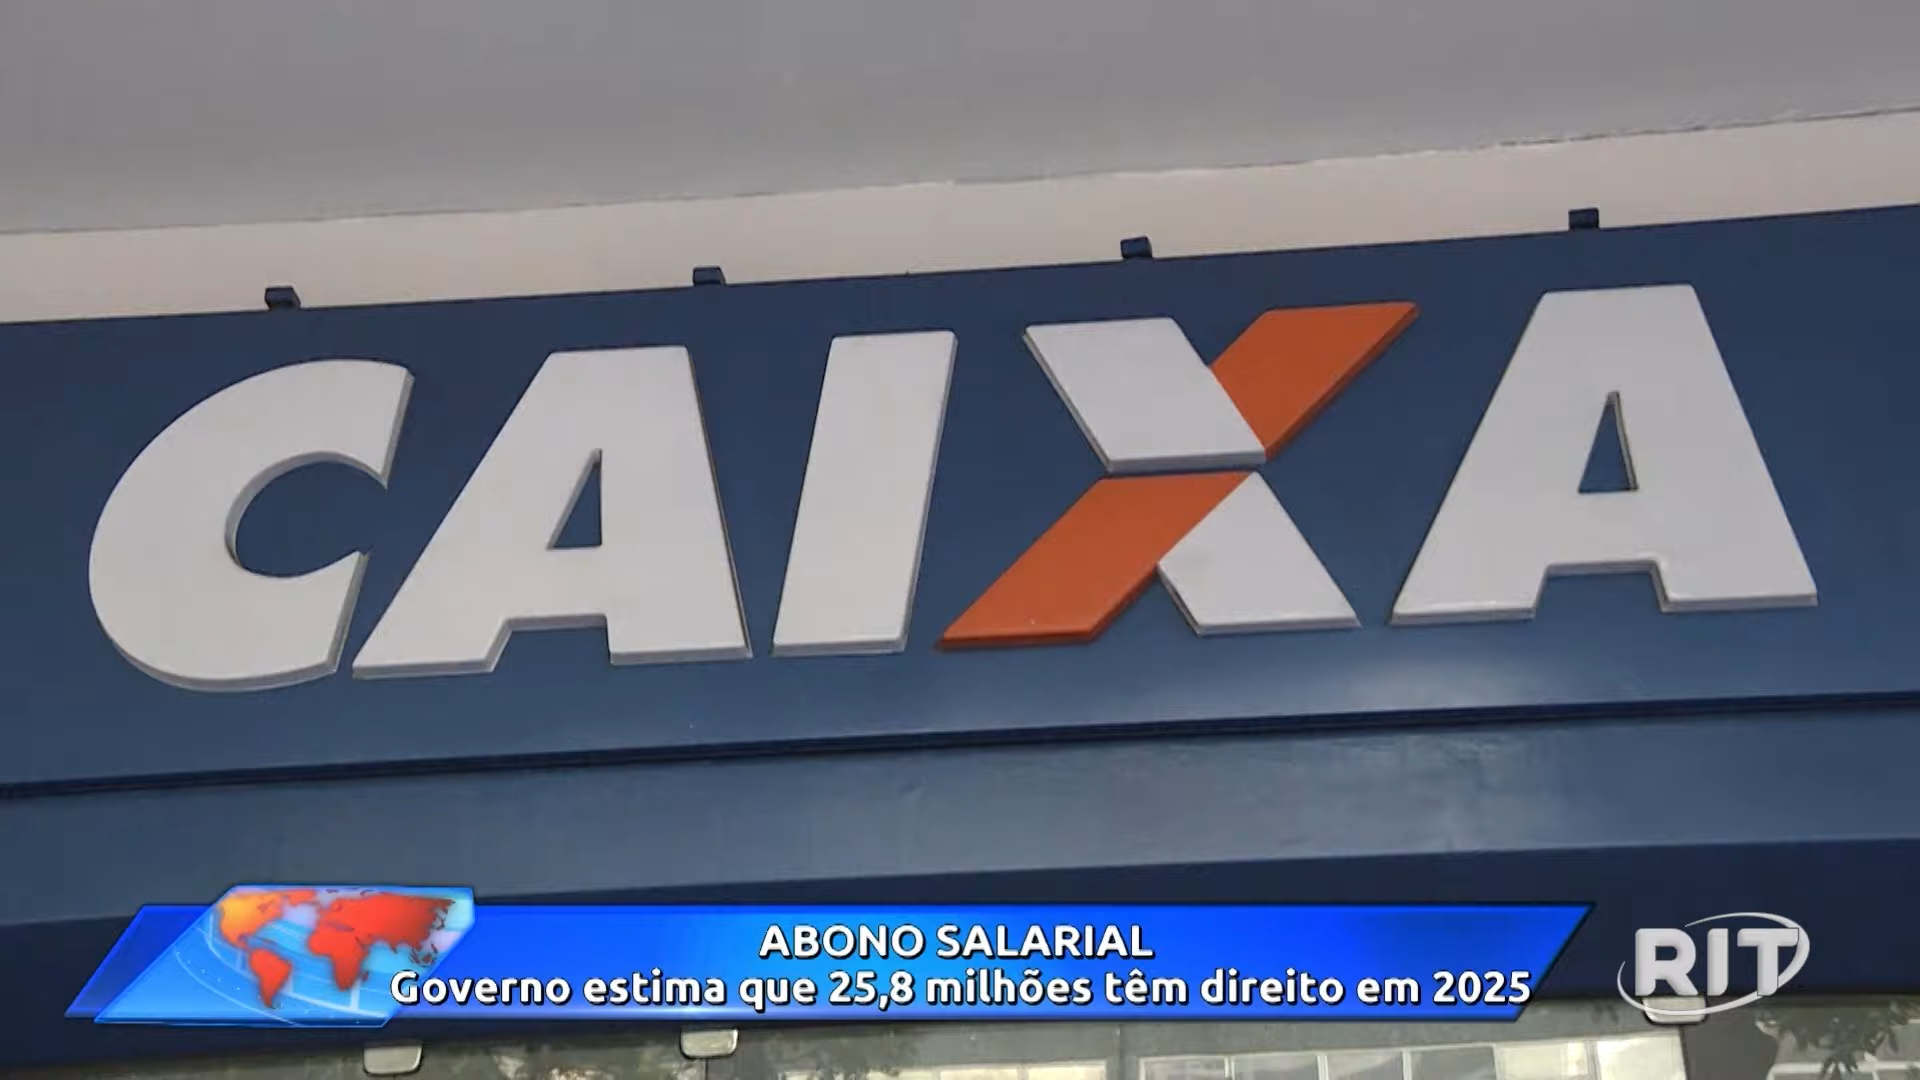 CAIXA
ABONO SALARIAL
Governo estima que 25,8 milhões têm direito em 2025
RIT